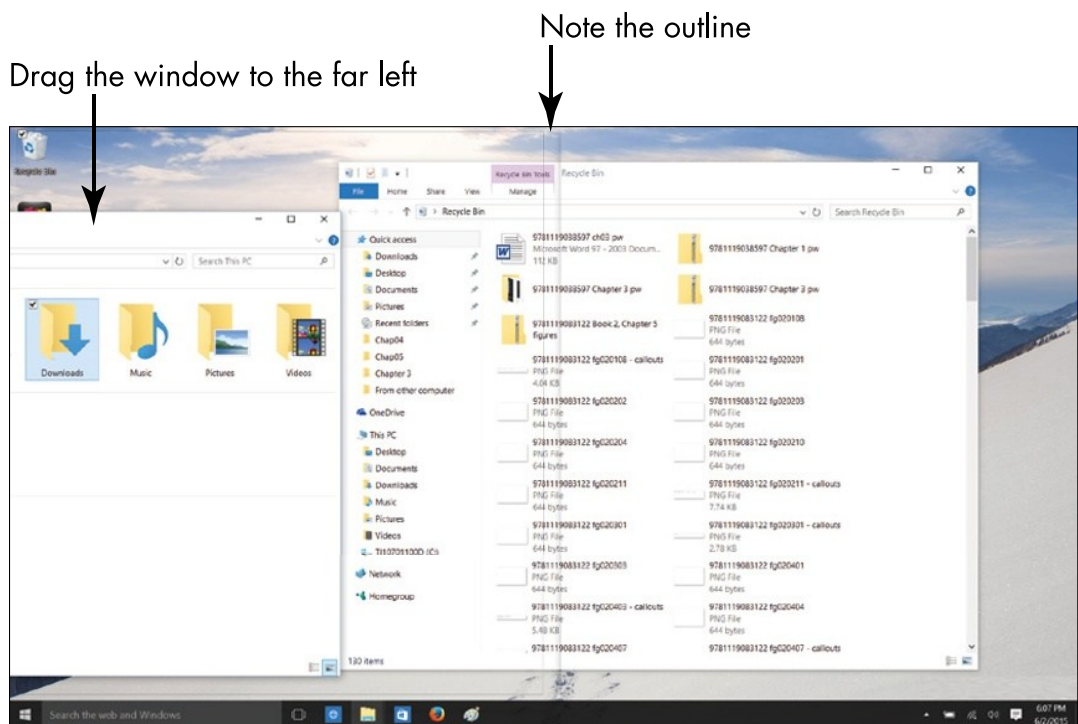 Note the outline
Drag the window to the far left
Recycle Bin
Recycle Bin Tools
Recycle Bin
File
Home
Share
View
Manage
Recycle Bin
Search Recycle Bin
Search This PC
Downloads
Music
Pictures
Videos
Quick access
Downloads
Desktop
Documents
Pictures
Recent folders
Chap04
Chap05
Chapter 3
From other computer
OneDrive
This PC
Desktop
Documents
Downloads
Music
Pictures
Videos
Network
Homegroup
9781119038597 ch03 pw
Microsoft Word 97 - 2003 Docum...
112 KB
9781119038597 Chapter 1 pw
9781119038597 Chapter 3 pw
9781119038597 Chapter 3 pw
9781119083122 Book 2, Chapter 5
figures
9781119083122 fg020108
PNG File
644 bytes
9781119083122 fg020108 - callouts
PNG File
4.04 KB
9781119083122 fg020201
PNG File
644 bytes
9781119083122 fg020202
PNG File
644 bytes
9781119083122 fg020203
PNG File
644 bytes
9781119083122 fg020204
PNG File
644 bytes
9781119083122 fg020210
PNG File
644 bytes
9781119083122 fg020211
PNG File
644 bytes
9781119083122 fg020211 - callouts
PNG File
7.74 KB
9781119083122 fg020301
PNG File
644 bytes
9781119083122 fg020301 - callouts
PNG File
2.78 KB
9781119083122 fg020303
PNG File
644 bytes
9781119083122 fg020401
PNG File
644 bytes
9781119083122 fg020403 - callouts
PNG File
5.48 KB
9781119083122 fg020404
PNG File
644 bytes
9781119083122 fg020407
9781119083122 fg020407 - callouts
130 items
Search the web and Windows
6:07 PM
6/2/2015